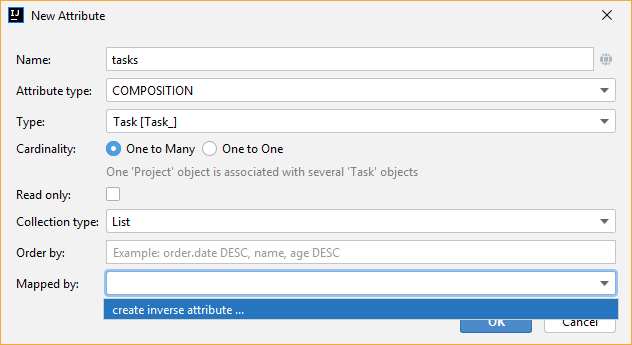 New Attribute
Name: tasks
Attribute type: COMPOSITION
Type: Task [Task_]
Cardinality: One to Many One to One
One 'Project' object is associated with several 'Task' objects
Read only:
Collection type: List
Order by: Example: order.date DESC, name, age DESC
Mapped by:
create inverse attribute ...
OK Cancel